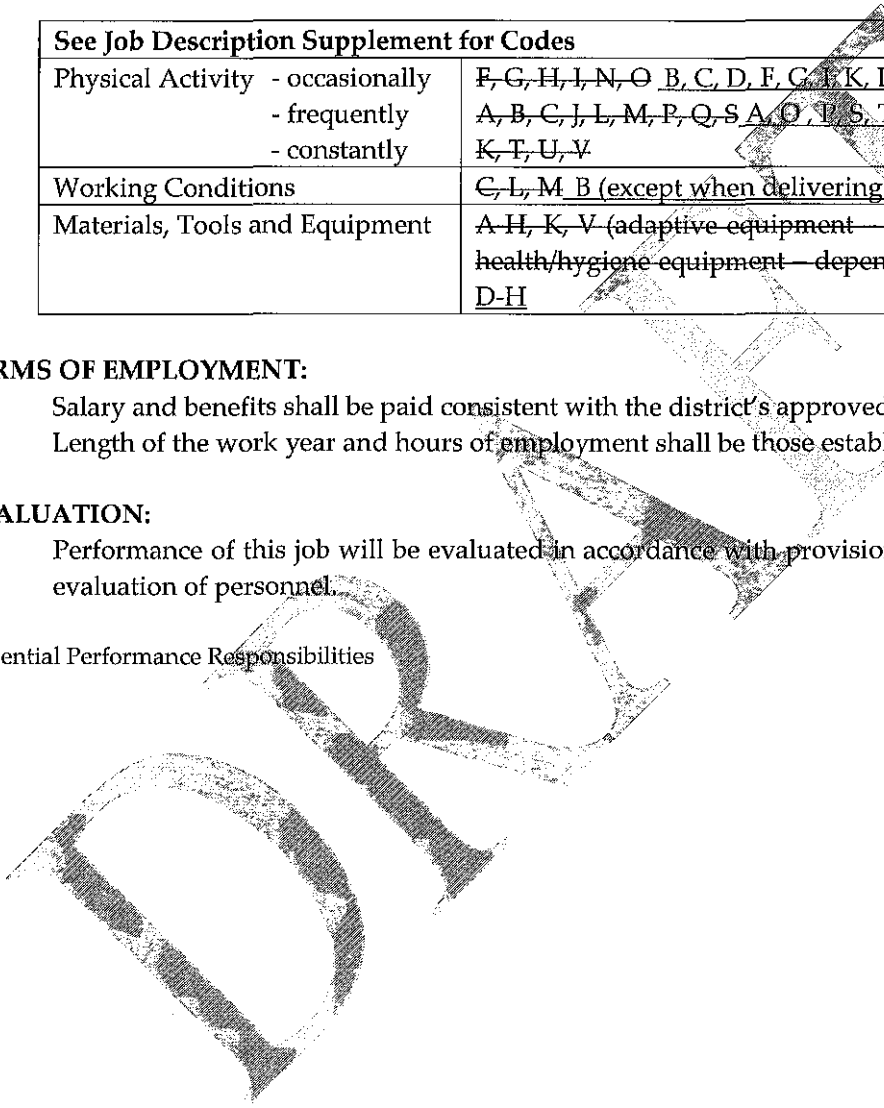 See Job Description Supplement for Codes
Physical Activity - occasionally F, G, H, I, N, O B, C, D, F, G, I, K,
- frequently A, B, C, J, L, M, P, Q, S A, O, P, S,
- constantly K, T, U, V
Working Conditions C, L, M B (except when delivering
Materials, Tools and Equipment A-H, K, V (adaptive equipment –
health/hygiene equipment – depen
D-H
RMS OF EMPLOYMENT:
Salary and benefits shall be paid consistent with the district's approved
Length of the work year and hours of employment shall be those establ
ALUATION:
Performance of this job will be evaluated in accordance with provisio
evaluation of personnel.
ential Performance Responsibilities
DRAF